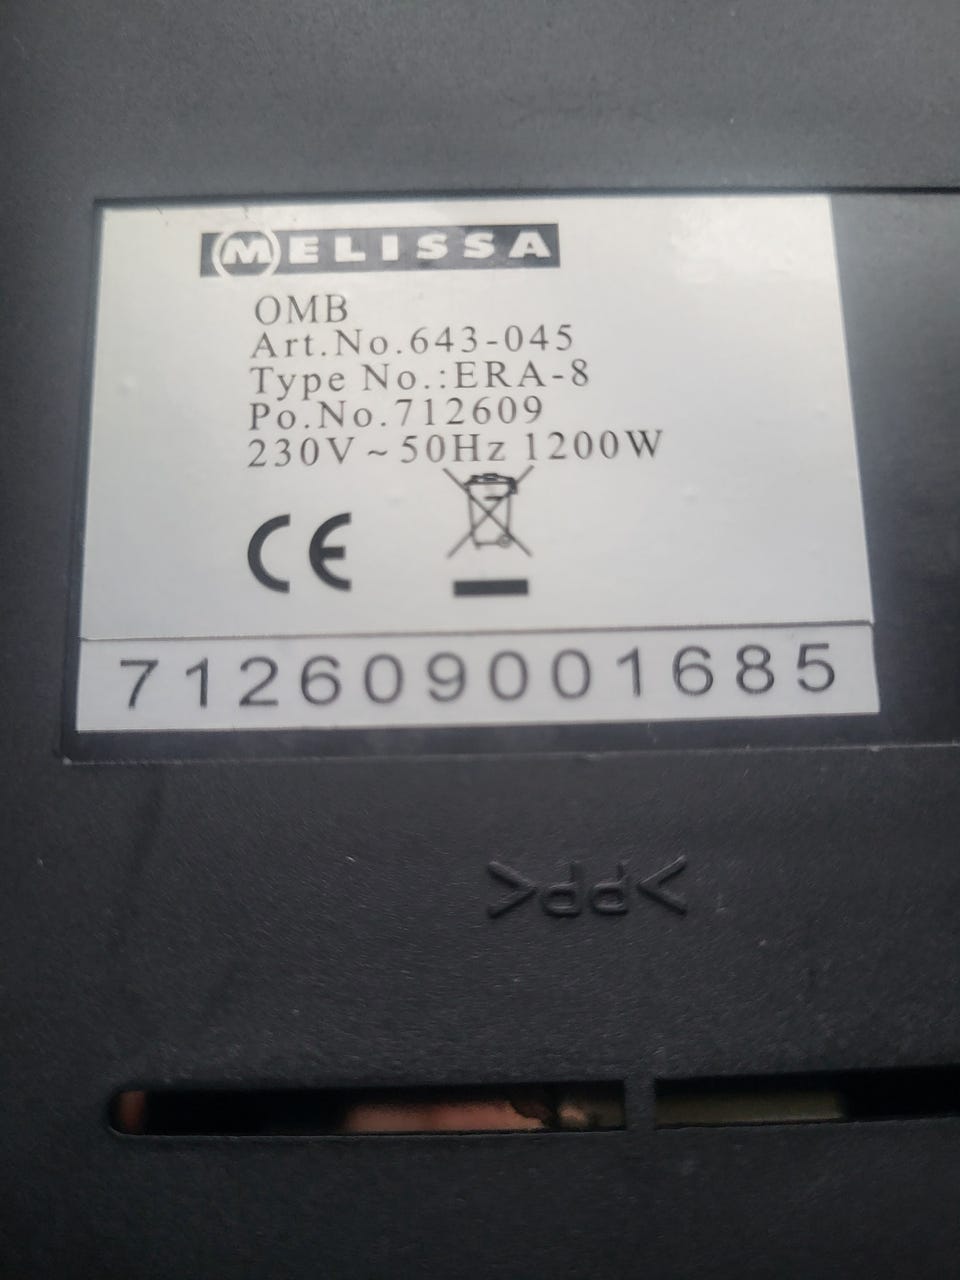 MELISSA
OMB
Art.No.643-045
Type No.:ERA-8
Po.No.712609
230V~50Hz 1200W
CE
712609001685
>PP<